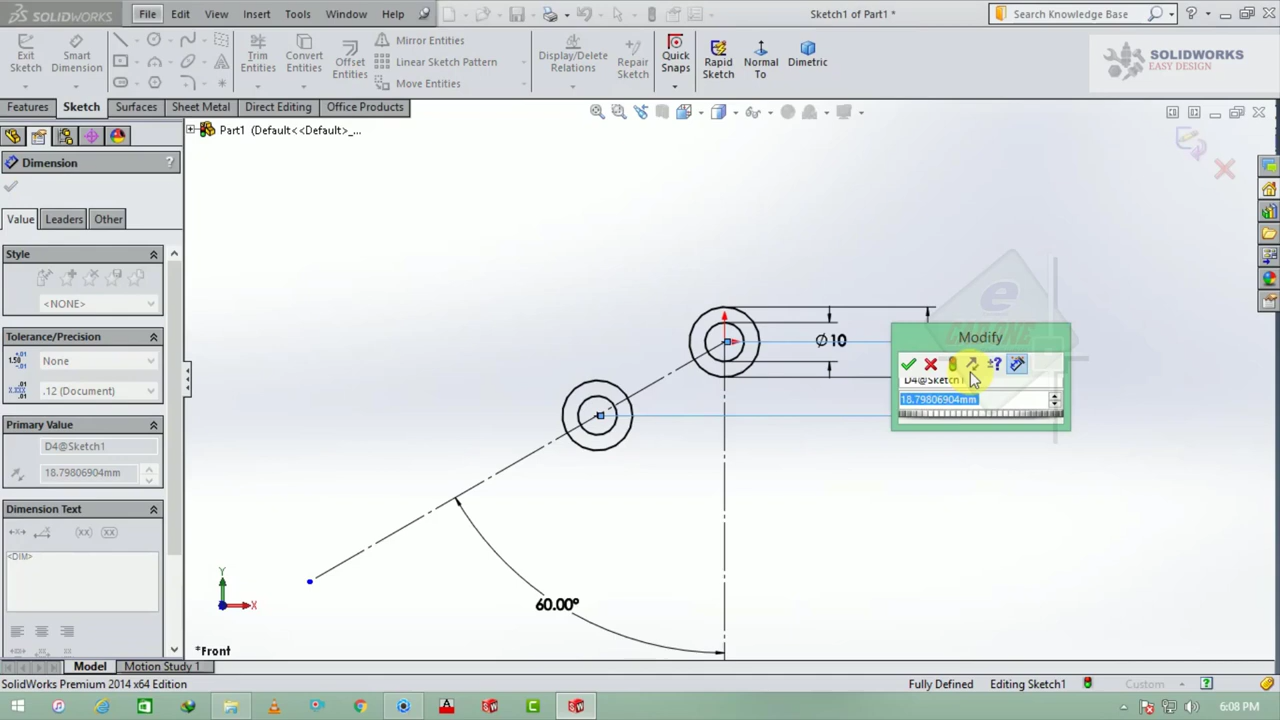 SOLIDWORKS
File Edit View Insert Tools Window Help
Sketch1 of Part1 *
Search Knowledge Base
Exit Sketch
Smart Dimension
Trim Entities
Convert Entities
Offset Entities
Mirror Entities
Linear Sketch Pattern
Move Entities
Display/Delete Relations
Repair Sketch
Quick Snaps
Rapid Sketch
Normal To
Dimetric
SOLIDWORKS
EASY DESIGN
Features Sketch Surfaces Sheet Metal Direct Editing Office Products
Part1 (Default<<Default>_...
Dimension ?
Value Leaders Other
Style
<NONE>
Tolerance/Precision
1.50 None
.12 (Document)
Primary Value
D4@Sketch1
18.79806904mm
Dimension Text
<DIM>
Ø10
Modify
D4@Sketch1
18.79806904mm
60.00°
Y
X
*Front
Model Motion Study 1
SolidWorks Premium 2014 x64 Edition
Fully Defined Editing Sketch1 Custom
6:08 PM